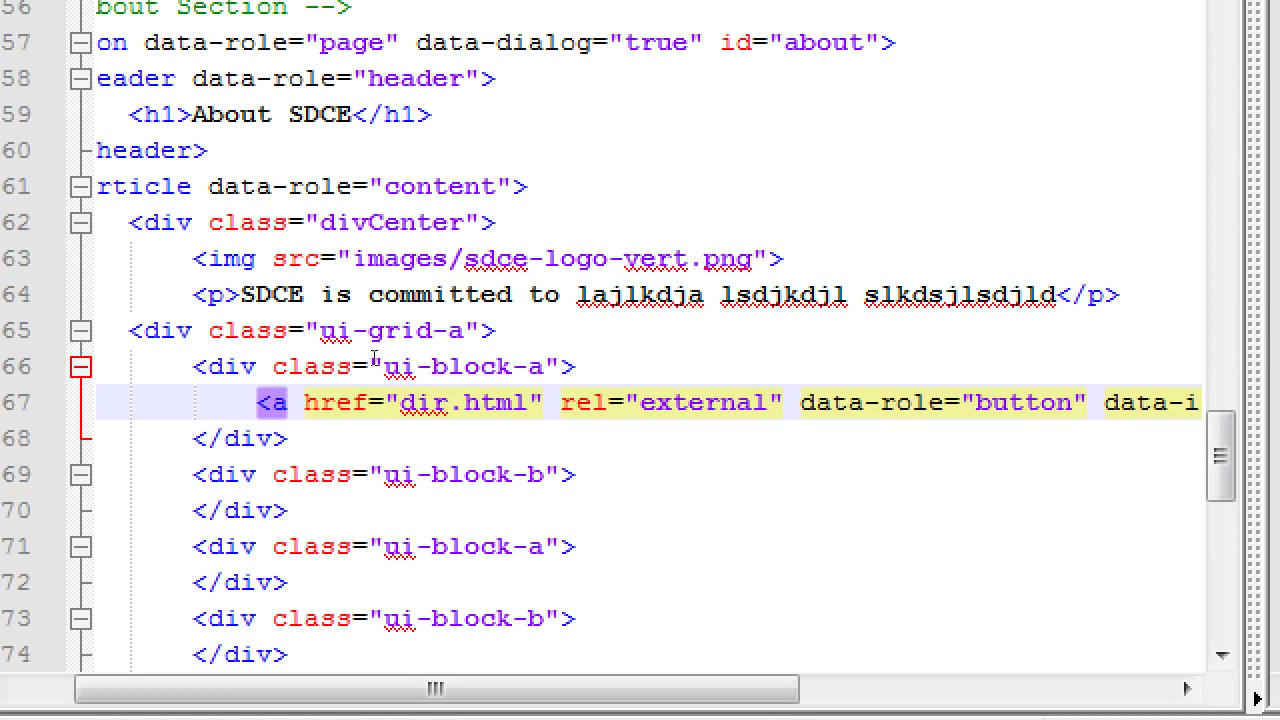 56 bout Section -->
57 on data-role="page" data-dialog="true" id="about">
58 eader data-role="header">
59 <h1>About SDCE</h1>
60 header>
61 rticle data-role="content">
62 <div class="divCenter">
63 <img src="images/sdce-logo-vert.png">
64 <p>SDCE is committed to lajlkdja lsdjkdjl slkdsjlsdjld</p>
65 <div class="ui-grid-a">
66 <div class="ui-block-a">
67 <a href="dir.html" rel="external" data-role="button" data-i
68 </div>
69 <div class="ui-block-b">
70 </div>
71 <div class="ui-block-a">
72 </div>
73 <div class="ui-block-b">
74 </div>